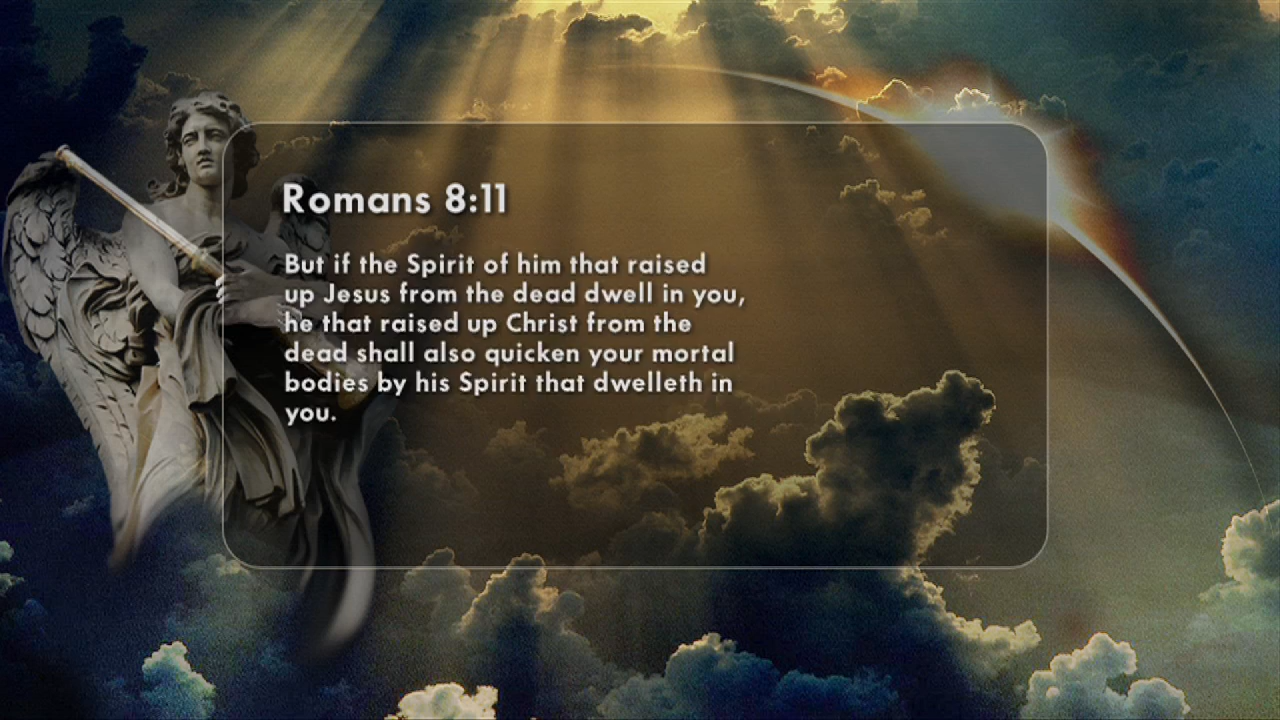 Romans 8:11
But if the Spirit of him that raised
up Jesus from the dead dwell in you,
he that raised up Christ from the
dead shall also quicken your mortal
bodies by his Spirit that dwelleth in
you.